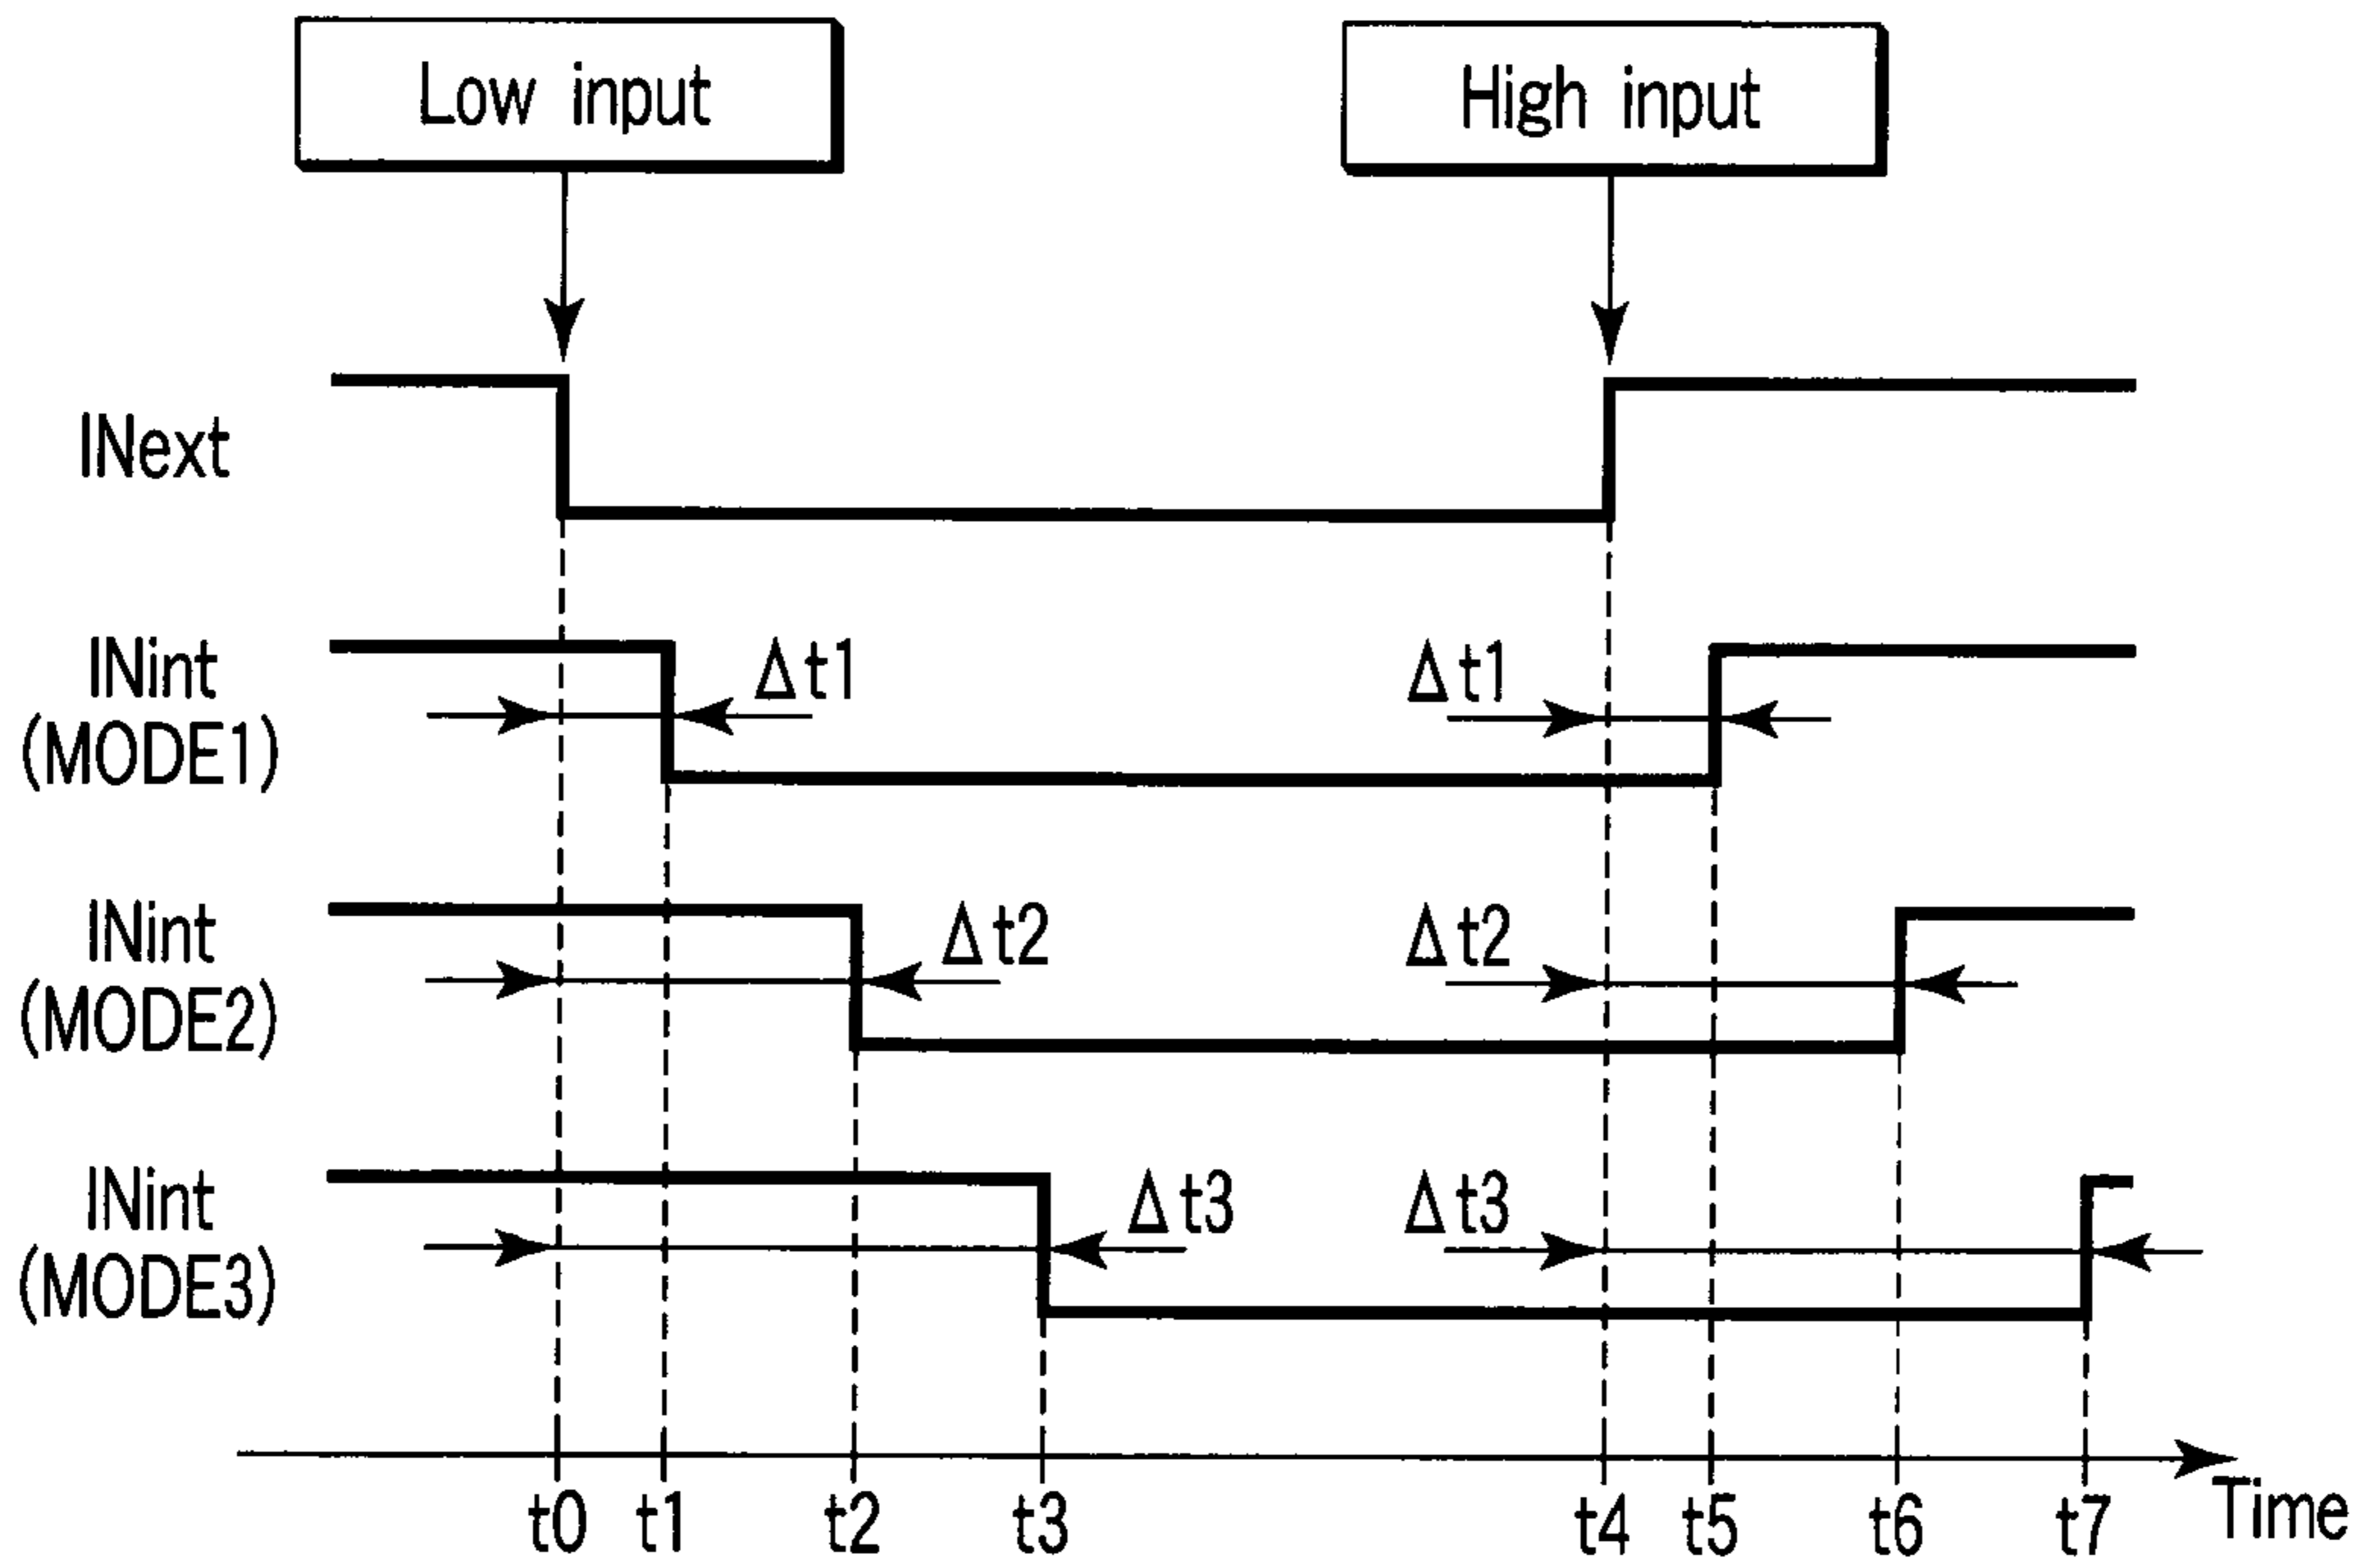 Low input
High input
INext
INint
(MODE1)
Δt1
Δt1
INint
(MODE2)
Δt2
Δt2
INint
(MODE3)
Δt3
Δt3
t0 t1 t2 t3 t4 t5 t6 t7 Time